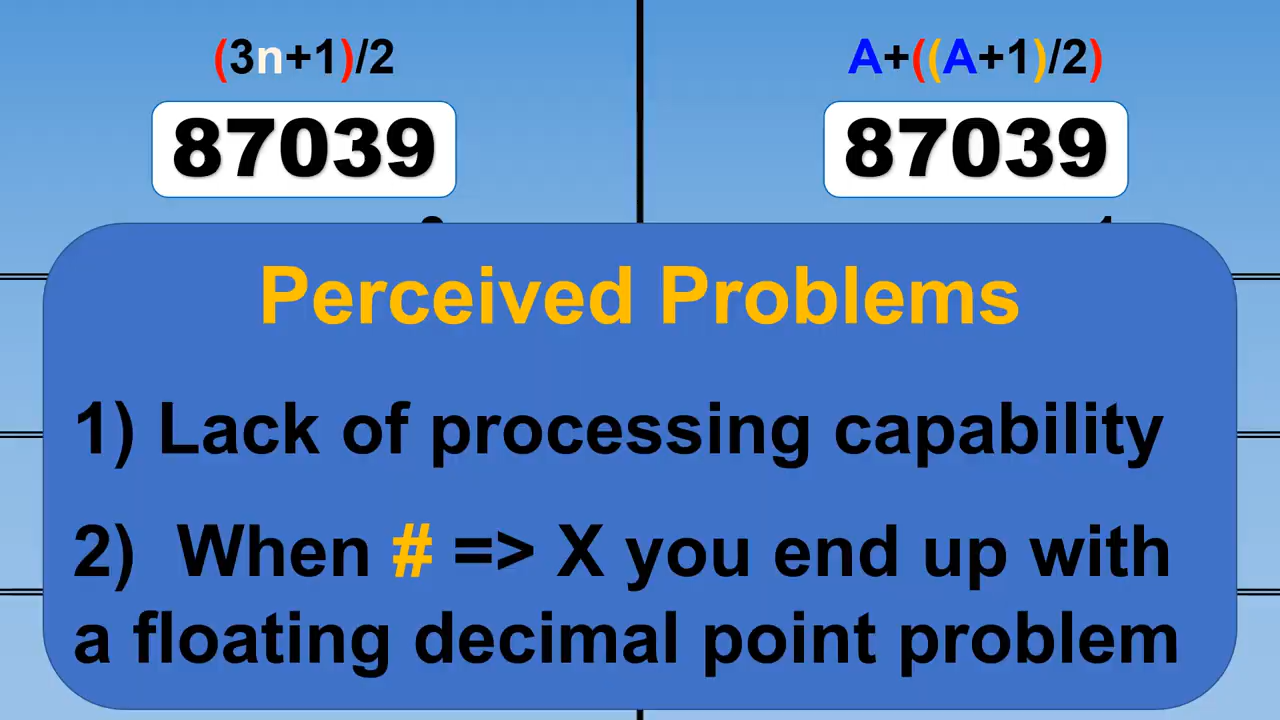 (3n+1)/2 A+((A+1)/2)
87039 87039
Perceived Problems
1) Lack of processing capability
2) When # => X you end up with
a floating decimal point problem